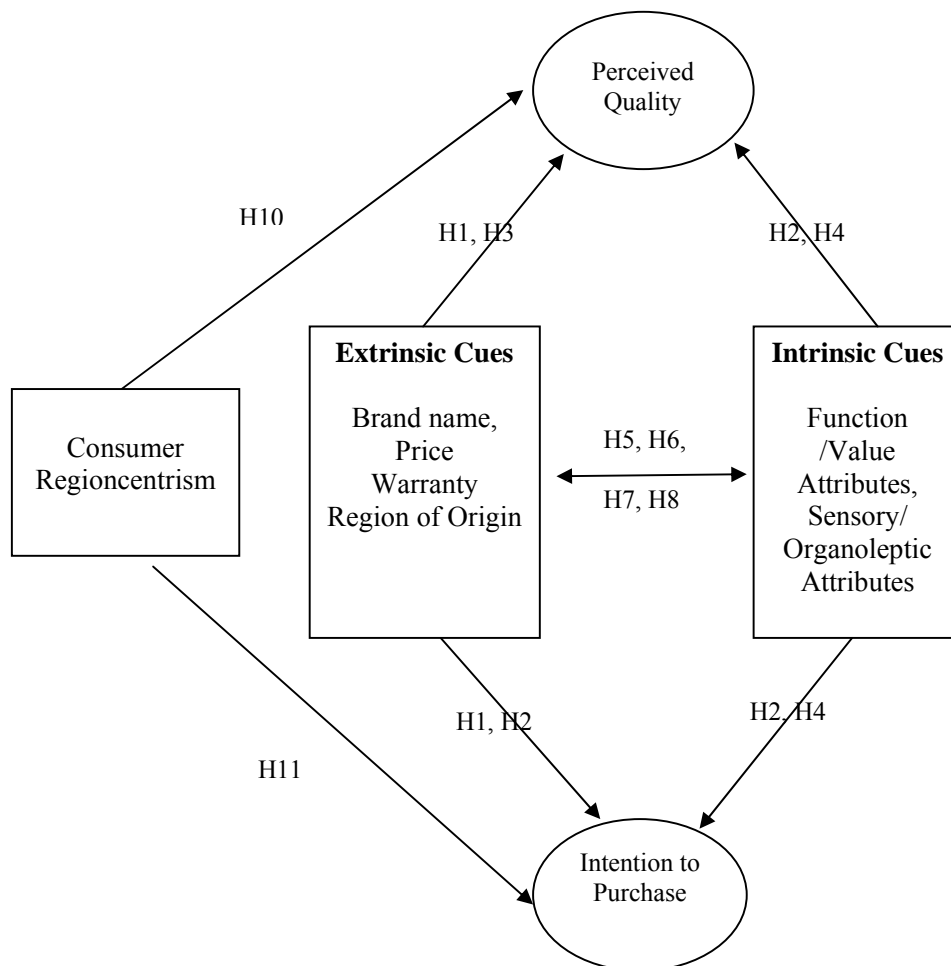 Perceived
Quality
H10
H1, H3
H2, H4
Extrinsic Cues
Brand name,
Price
Warranty
Region of Origin
Intrinsic Cues
Function
/Value
Attributes,
Sensory/
Organoleptic
Attributes
Consumer
Regioncentrism
H5, H6,
H7, H8
H1, H2
H2, H4
H11
Intention to
Purchase